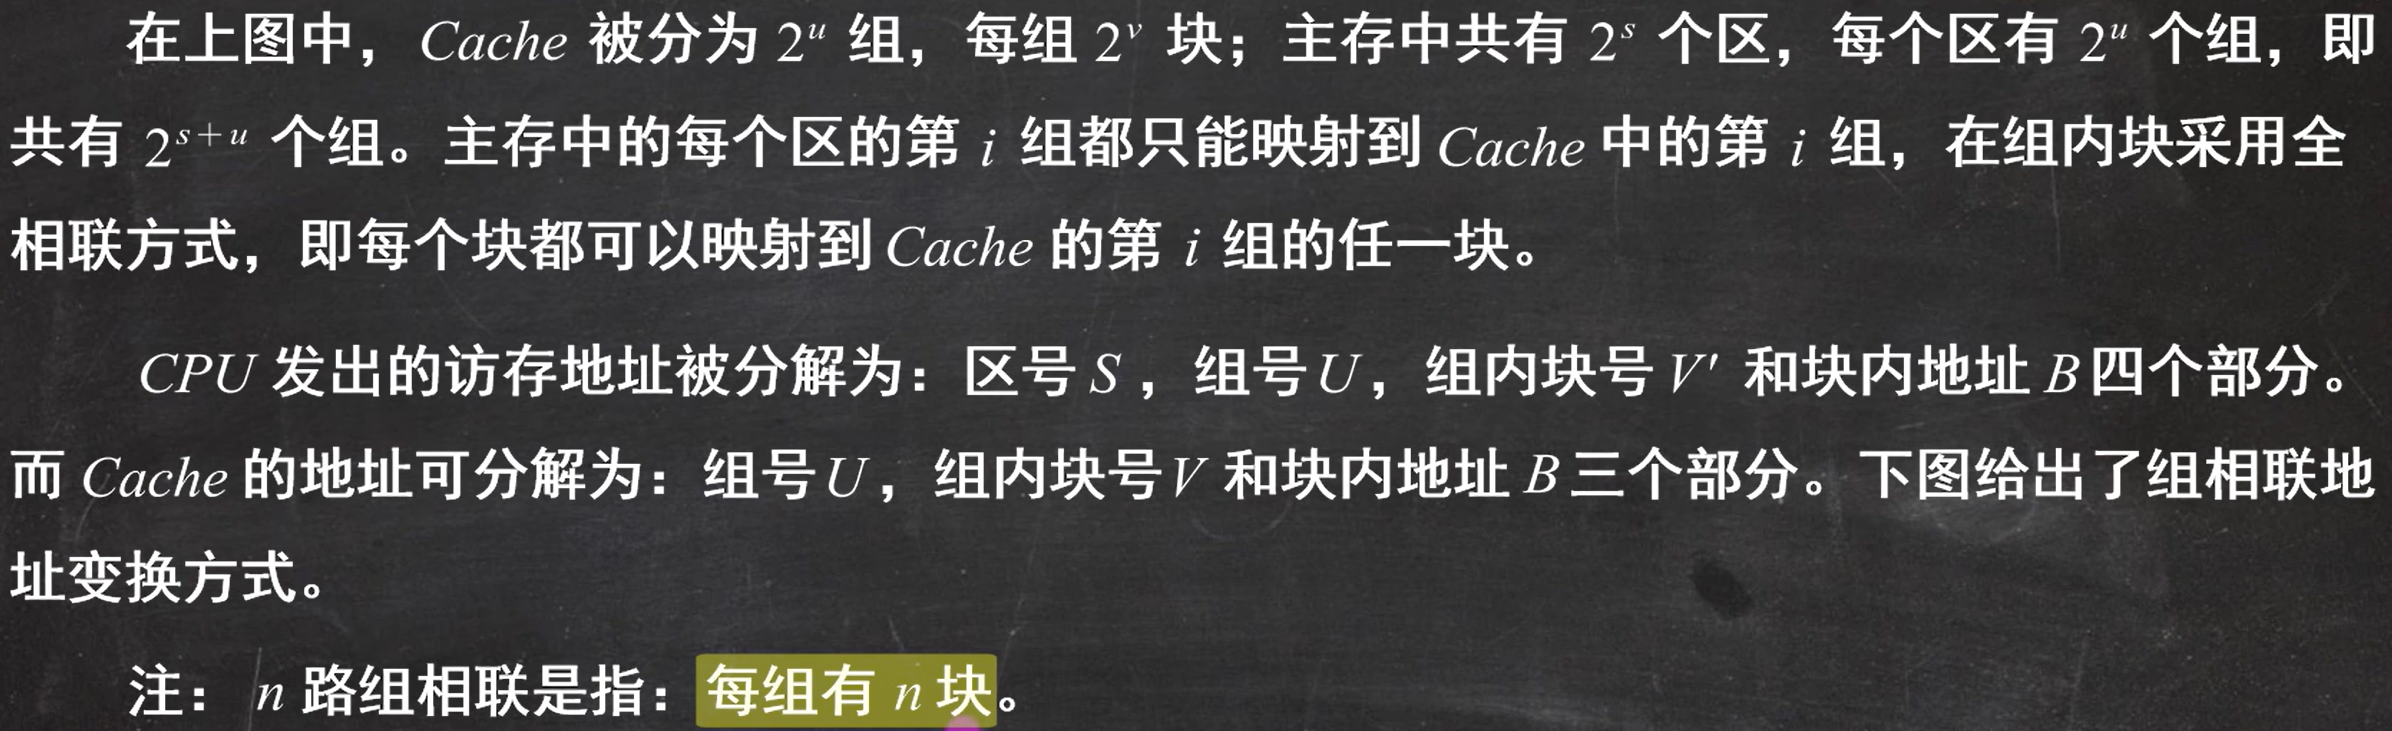 在上图中，Cache 被分为 2^u 组，每组 2^v 块；主存中共有 2^s 个区，每个区有 2^u 个组，即
共有 2^{s+u} 个组。主存中的每个区的第 i 组都只能映射到 Cache 中的第 i 组，在组内块采用全
相联方式，即每个块都可以映射到 Cache 的第 i 组的任一块。
CPU 发出的访存地址被分解为：区号 S，组号 U，组内块号 V' 和块内地址 B 四个部分。
而 Cache 的地址可分解为：组号 U，组内块号 V 和块内地址 B 三个部分。下图给出了组相联地
址变换方式。
注： n 路组相联是指：每组有 n 块。